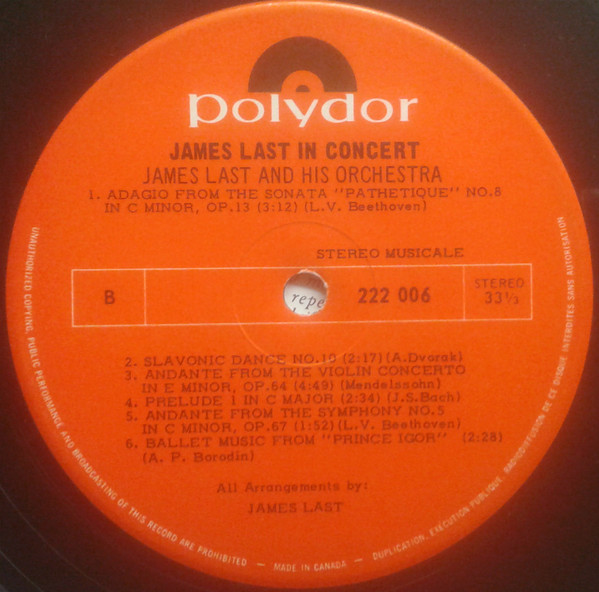 polydor
JAMES LAST IN CONCERT
JAMES LAST AND HIS ORCHESTRA
1. ADAGIO FROM THE SONATA "PATHETIQUE" NO.8
IN C MINOR, OP.13 (3:12) (L.V. Beethoven)
STEREO MUSICALE
B
repe
222 006
STEREO
33⅓
2. SLAVONIC DANCE NO.10 (2:17) (A.Dvorak)
3. ANDANTE FROM THE VIOLIN CONCERTO
IN E MINOR, OP.64 (4:49) (Mendelssohn)
4. PRELUDE 1 IN C MAJOR (2:34) (J.S.Bach)
5. ANDANTE FROM THE SYMPHONY NO.5
IN C MINOR, OP.67 (1:52) (L.V. Beethoven)
6. BALLET MUSIC FROM "PRINCE IGOR" (2:28)
(A. P. Borodin)
All Arrangements by:
JAMES LAST
UNAUTHORIZED COPYING, PUBLIC PERFORMANCE AND BROADCASTING OF THIS RECORD ARE PROHIBITED – MADE IN CANADA – DUPLICATION, EXÉCUTION PUBLIQUE, RADIODIFFUSION DE CE DISQUE INTERDITES SANS AUTORISATION